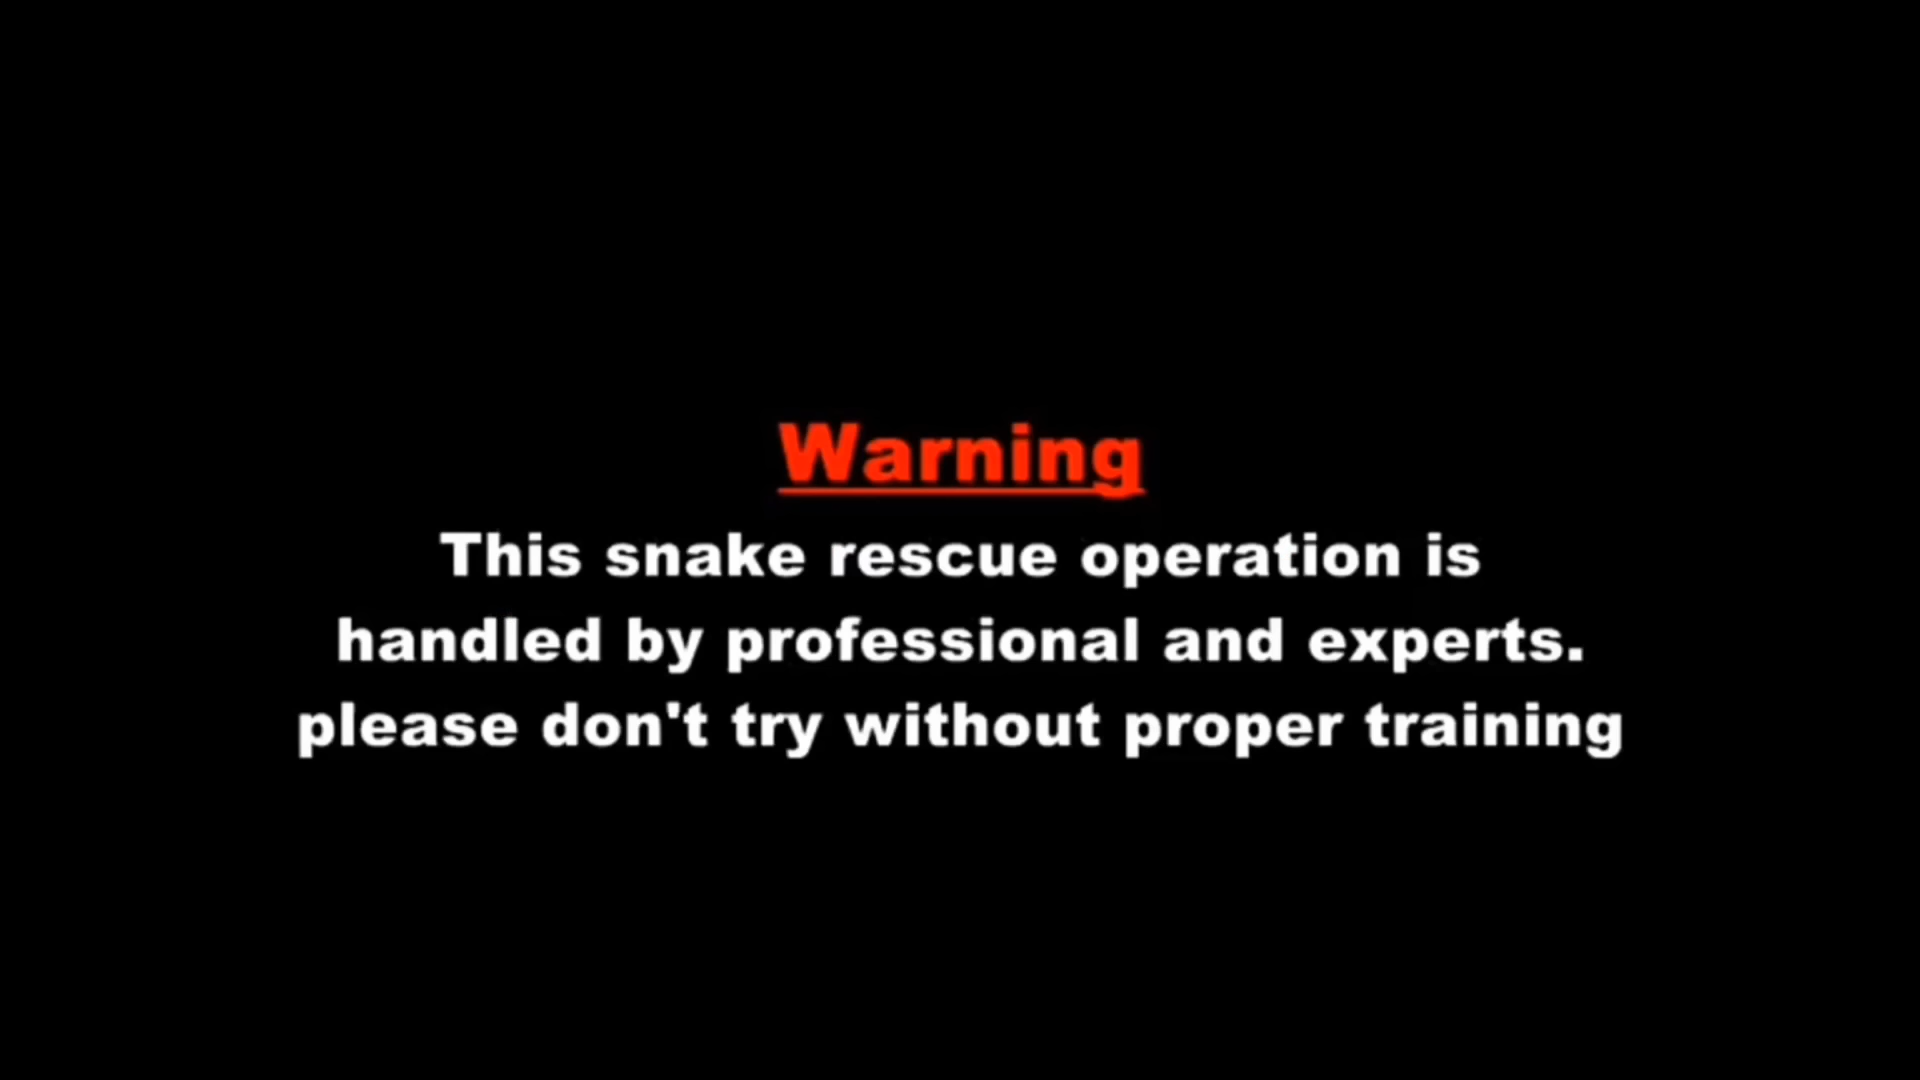 Warning
This snake rescue operation is
handled by professional and experts.
please don't try without proper training